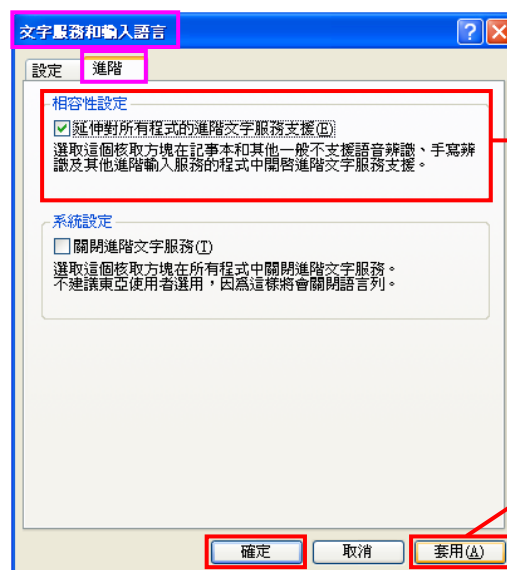 文字服務和輸入語言
設定 進階
相容性設定
延伸對所有程式的進階文字服務支援(E)
選取這個核取方塊在記事本和其他一般不支援語音辨識、手寫辨
識及其他進階輸入服務的程式中開啓進階文字服務支援。
系統設定
關閉進階文字服務(T)
選取這個核取方塊在所有程式中關閉進階文字服務。
不建議東亞使用者選用，因爲這樣將會關閉語言列。
確定 取消 套用(A)